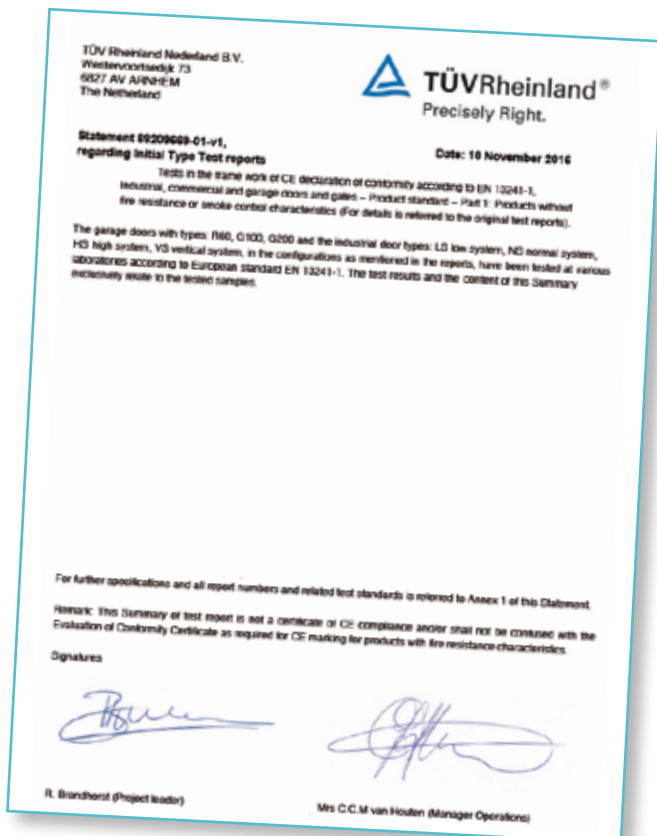 TÜV Rheinland Nederland B.V.
Westervoortsedijk 73
6827 AV ARNHEM
The Netherland
TÜVRheinland®
Precisely Right.
Statement 89209669-01-v1,
regarding Initial Type Test reports
Date: 10 November 2016
Tests in the frame work of CE declaration of conformity according to EN 13241-1,
Industrial, commercial and garage doors and gates – Product standard – Part 1: Products without
fire resistance or smoke control characteristics (For details is referred to the original test reports).
The garage doors with types: R60, G100, G200 and the industrial door types: LS low system, NS normal system,
HS high system, VS vertical system, in the configurations as mentioned in the reports, have been tested at various
laboratories according to European standard EN 13241-1. The test results and the content of this Summary
exclusively relate to the tested samples.
For further specifications and all report numbers and related test standards is referred to Annex 1 of this Statement.
Remark: This Summary of test report is not a certificate of CE compliance and/or shall not be confused with the
Evaluation of Conformity Certificate as required for CE marking for products with fire resistance characteristics.
Signatures
R. Brandhorst (Project leader)
Mrs C.C.M van Houten (Manager Operations)